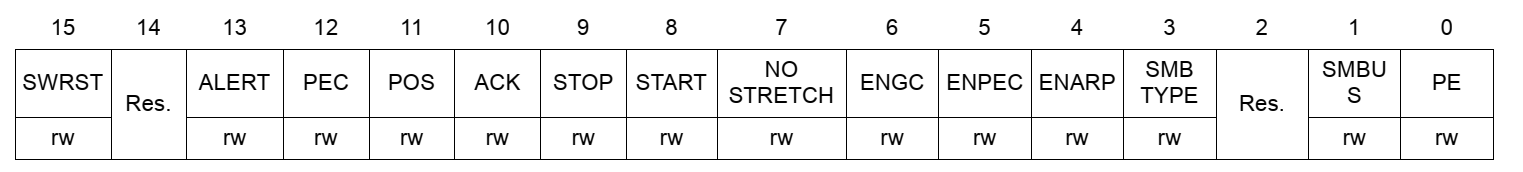 15 14 13 12 11 10 9 8 7 6 5 4 3 2 1 0
SWRST Res. ALERT PEC POS ACK STOP START NO STRETCH ENGC ENPEC ENARP SMB TYPE Res. SMBU S PE
rw rw rw rw rw rw rw rw rw rw rw rw rw rw